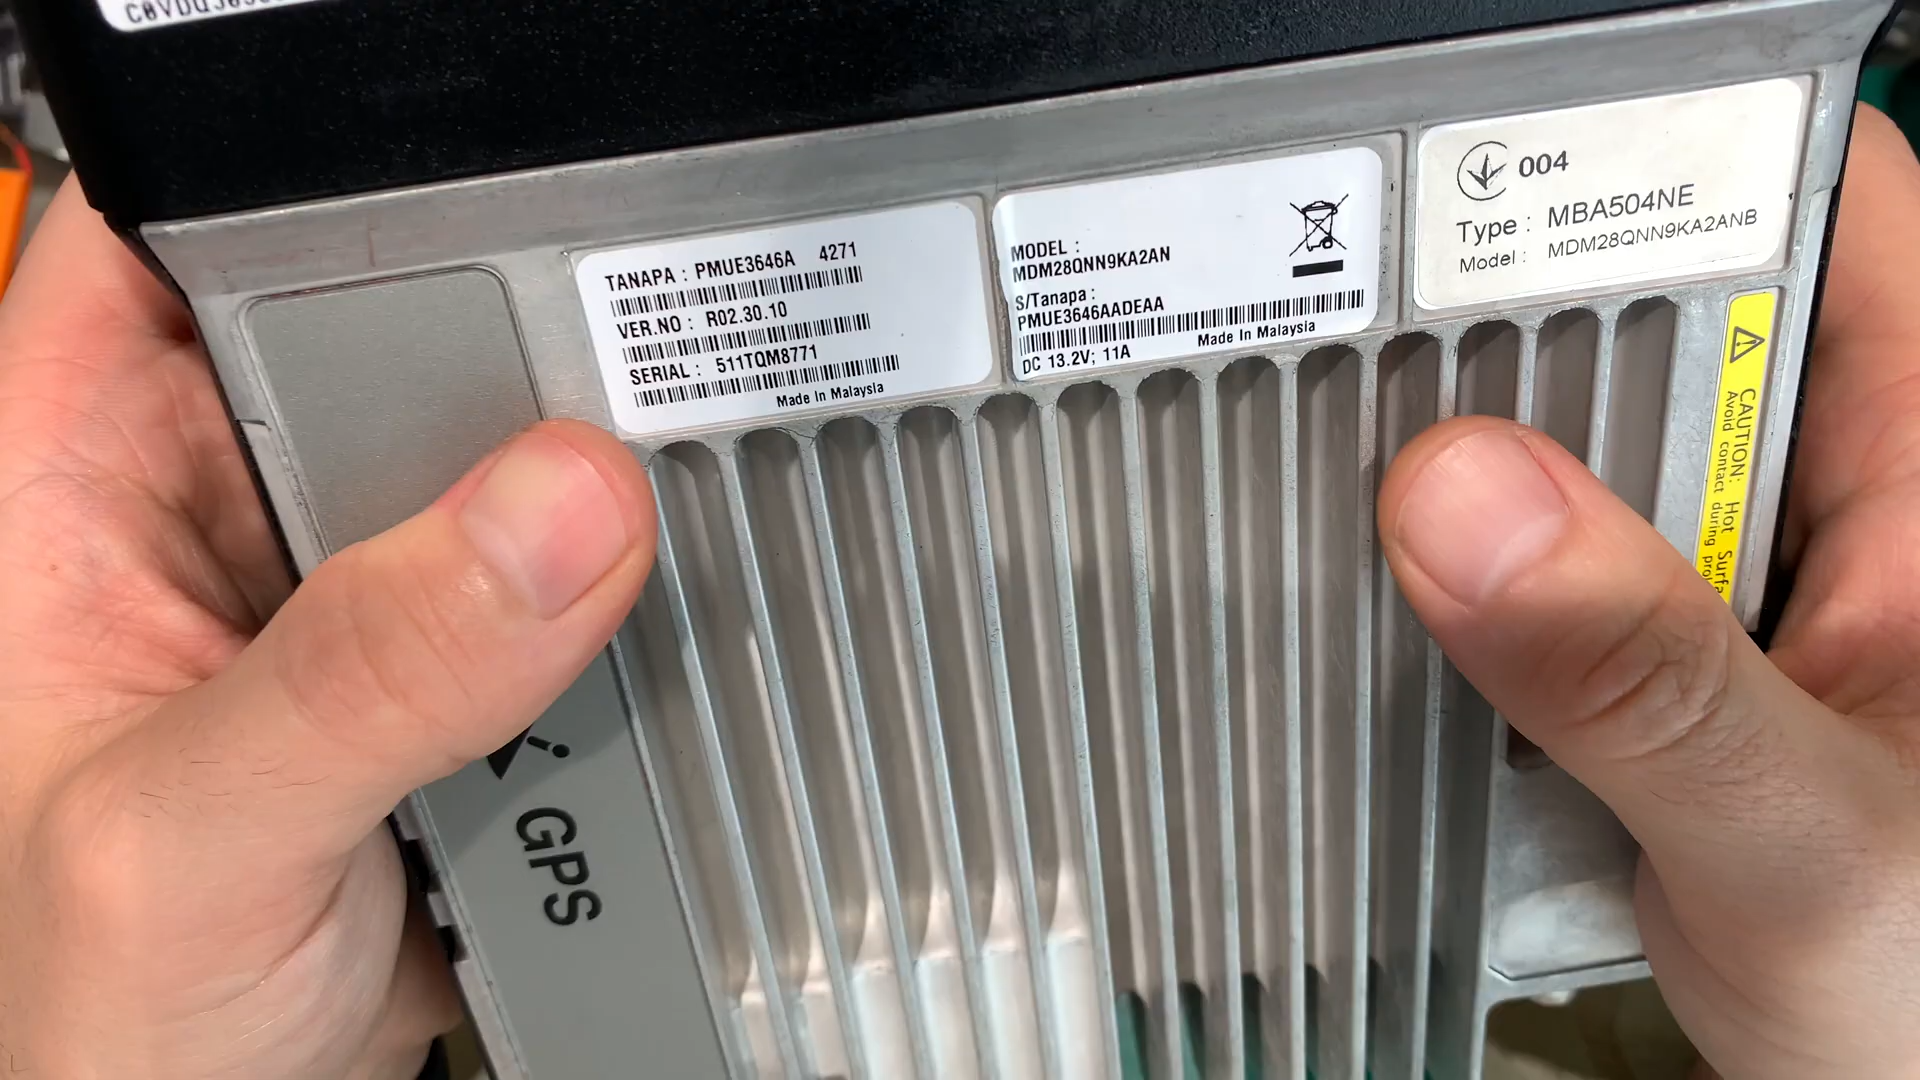 TANAPA : PMUE3646A 4271
VER.NO : R02.30.10
SERIAL : 511TQM8771
Made In Malaysia
MODEL :
MDM28QNN9KA2AN
S/Tanapa :
PMUE3646AADEAA
DC 13.2V; 11A
Made In Malaysia
004
Type : MBA504NE
Model : MDM28QNN9KA2ANB
CAUTION: Hot
Avoid contact during
GPS